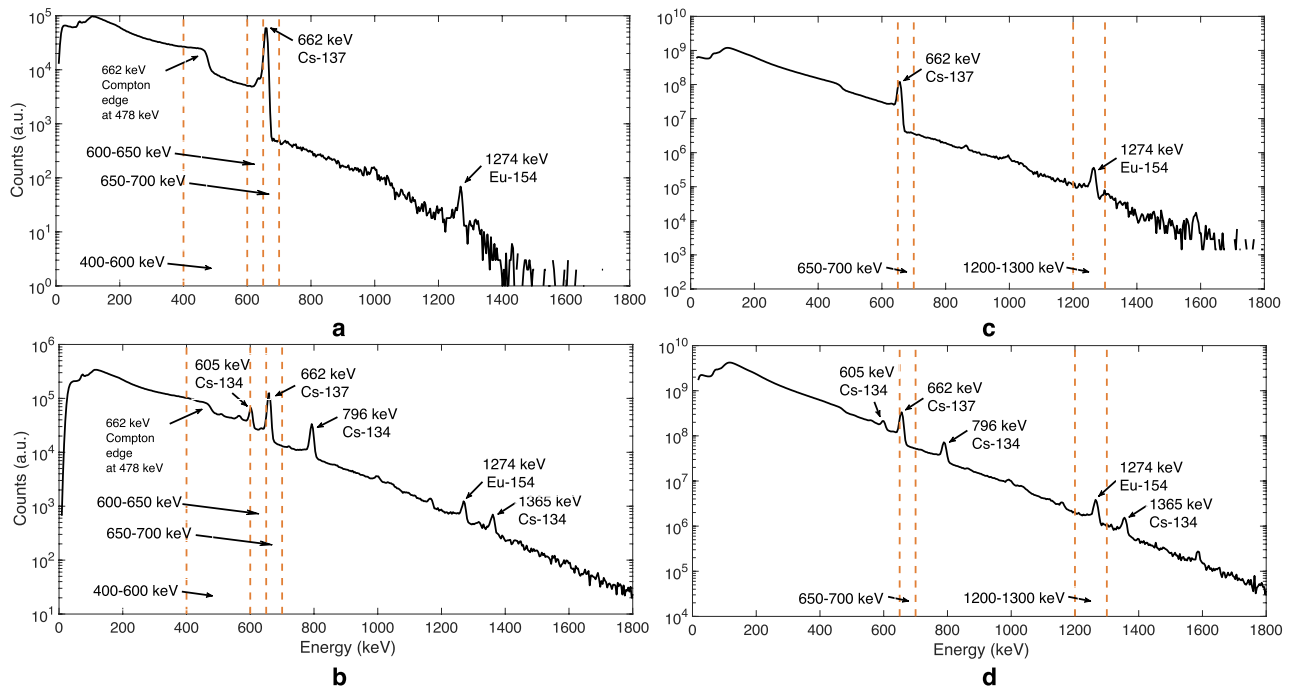 10^5
10^4
10^3
10^2
10^1
10^0
Counts (a.u.)
662 keV
Cs-137
662 keV
Compton
edge
at 478 keV
600-650 keV
650-700 keV
400-600 keV
1274 keV
Eu-154
0 200 400 600 800 1000 1200 1400 1600 1800
a
10^10
10^9
10^8
10^7
10^6
10^5
10^4
10^3
10^2
662 keV
Cs-137
1274 keV
Eu-154
650-700 keV
1200-1300 keV
0 200 400 600 800 1000 1200 1400 1600 1800
c
10^6
10^5
10^4
10^3
10^2
10^1
Counts (a.u.)
605 keV
Cs-134
662 keV
Cs-137
796 keV
Cs-134
662 keV
Compton
edge
at 478 keV
600-650 keV
650-700 keV
400-600 keV
1274 keV
Eu-154
1365 keV
Cs-134
0 200 400 600 800 1000 1200 1400 1600 1800
Energy (keV)
b
10^10
10^9
10^8
10^7
10^6
10^5
10^4
605 keV
Cs-134
662 keV
Cs-137
796 keV
Cs-134
1274 keV
Eu-154
1365 keV
Cs-134
650-700 keV
1200-1300 keV
0 200 400 600 800 1000 1200 1400 1600 1800
Energy (keV)
d